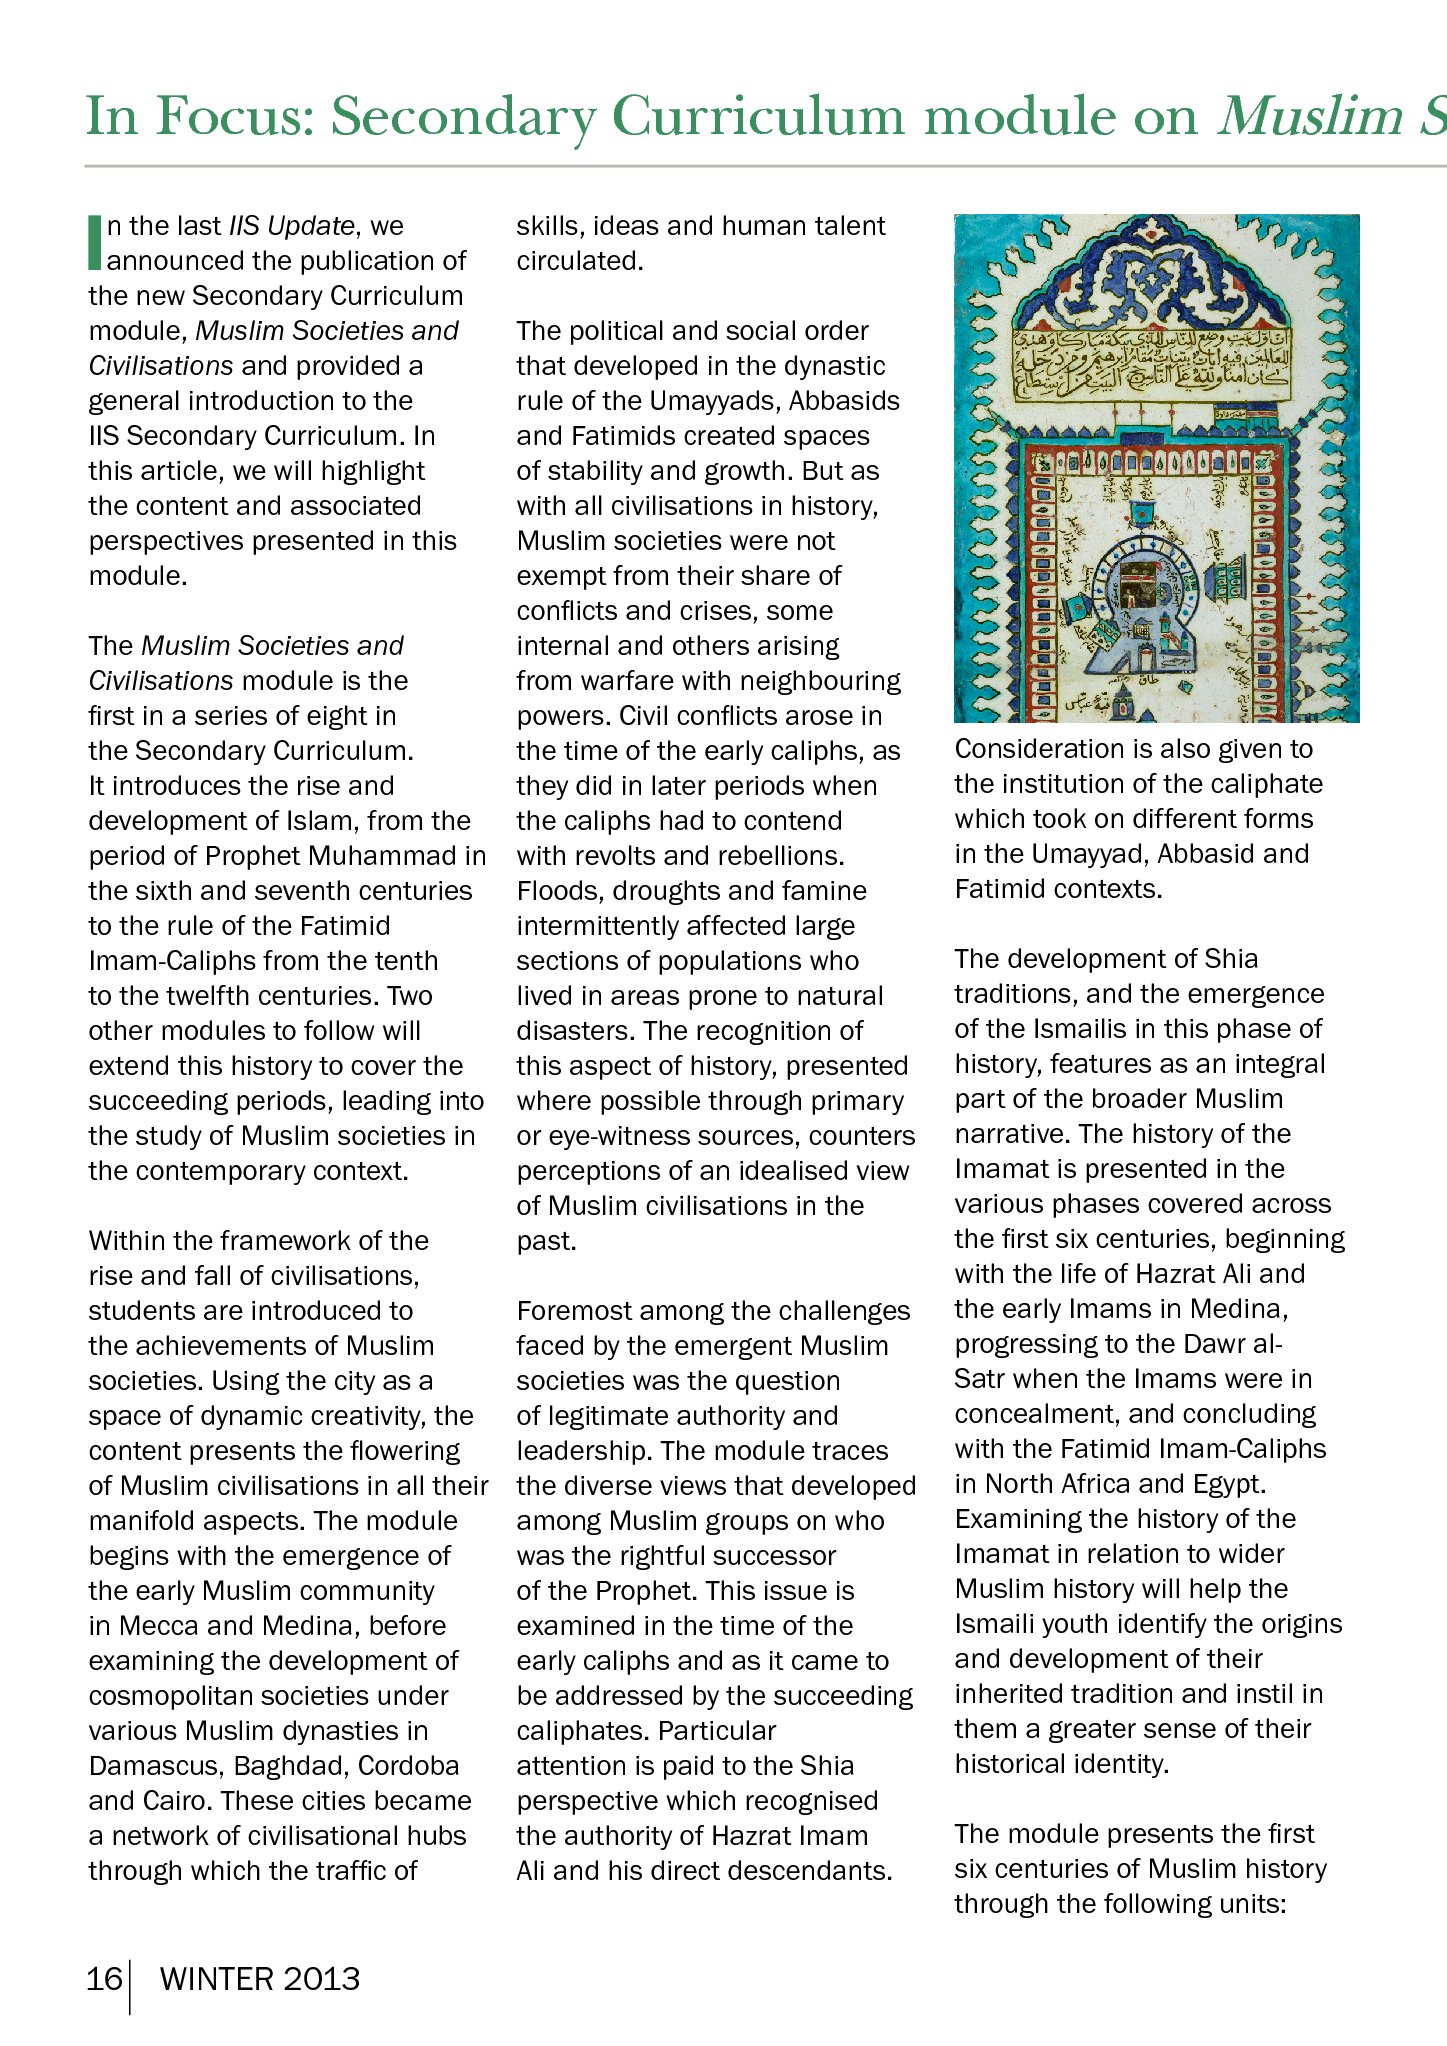 In Focus: Secondary Curriculum module on Muslim S
In the last IIS Update, we
announced the publication of
the new Secondary Curriculum
module, Muslim Societies and
Civilisations and provided a
general introduction to the
IIS Secondary Curriculum. In
this article, we will highlight
the content and associated
perspectives presented in this
module.
The Muslim Societies and
Civilisations module is the
first in a series of eight in
the Secondary Curriculum.
It introduces the rise and
development of Islam, from the
period of Prophet Muhammad in
the sixth and seventh centuries
to the rule of the Fatimid
Imam-Caliphs from the tenth
to the twelfth centuries. Two
other modules to follow will
extend this history to cover the
succeeding periods, leading into
the study of Muslim societies in
the contemporary context.
Within the framework of the
rise and fall of civilisations,
students are introduced to
the achievements of Muslim
societies. Using the city as a
space of dynamic creativity, the
content presents the flowering
of Muslim civilisations in all their
manifold aspects. The module
begins with the emergence of
the early Muslim community
in Mecca and Medina, before
examining the development of
cosmopolitan societies under
various Muslim dynasties in
Damascus, Baghdad, Cordoba
and Cairo. These cities became
a network of civilisational hubs
through which the traffic of
skills, ideas and human talent
circulated.
The political and social order
that developed in the dynastic
rule of the Umayyads, Abbasids
and Fatimids created spaces
of stability and growth. But as
with all civilisations in history,
Muslim societies were not
exempt from their share of
conflicts and crises, some
internal and others arising
from warfare with neighbouring
powers. Civil conflicts arose in
the time of the early caliphs, as
they did in later periods when
the caliphs had to contend
with revolts and rebellions.
Floods, droughts and famine
intermittently affected large
sections of populations who
lived in areas prone to natural
disasters. The recognition of
this aspect of history, presented
where possible through primary
or eye-witness sources, counters
perceptions of an idealised view
of Muslim civilisations in the
past.
Foremost among the challenges
faced by the emergent Muslim
societies was the question
of legitimate authority and
leadership. The module traces
the diverse views that developed
among Muslim groups on who
was the rightful successor
of the Prophet. This issue is
examined in the time of the
early caliphs and as it came to
be addressed by the succeeding
caliphates. Particular
attention is paid to the Shia
perspective which recognised
the authority of Hazrat Imam
Ali and his direct descendants.
ان اول بيت وضع للناس للذي ببكة مباركا وهدى
للعالمين فيه ايات بينات مقام ابرهيم ومن دخله
كان امنا ولله على الناس حج البيت من استطاع
Consideration is also given to
the institution of the caliphate
which took on different forms
in the Umayyad, Abbasid and
Fatimid contexts.
The development of Shia
traditions, and the emergence
of the Ismailis in this phase of
history, features as an integral
part of the broader Muslim
narrative. The history of the
Imamat is presented in the
various phases covered across
the first six centuries, beginning
with the life of Hazrat Ali and
the early Imams in Medina,
progressing to the Dawr al-
Satr when the Imams were in
concealment, and concluding
with the Fatimid Imam-Caliphs
in North Africa and Egypt.
Examining the history of the
Imamat in relation to wider
Muslim history will help the
Ismaili youth identify the origins
and development of their
inherited tradition and instil in
them a greater sense of their
historical identity.
The module presents the first
six centuries of Muslim history
through the following units:
16 WINTER 2013